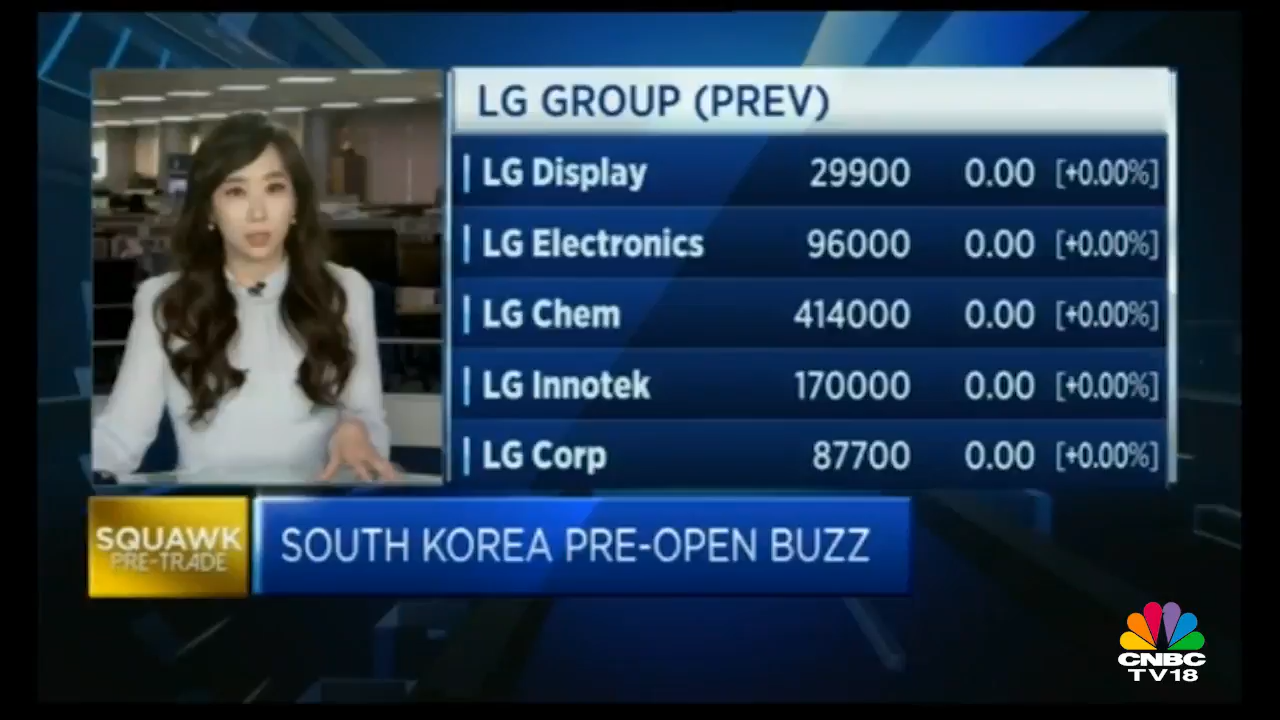 LG GROUP (PREV)
LG Display 29900 0.00 [+0.00%]
LG Electronics 96000 0.00 [+0.00%]
LG Chem 414000 0.00 [+0.00%]
LG Innotek 170000 0.00 [+0.00%]
LG Corp 87700 0.00 [+0.00%]
SQUAWK
PRE-TRADE
SOUTH KOREA PRE-OPEN BUZZ
CNBC
TV18